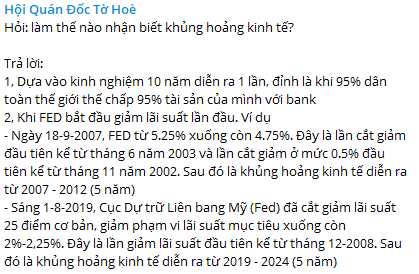 Hội Quán Đốc Tờ Hoè
Hỏi: làm thế nào nhận biết khủng hoảng kinh tế?
Trả lời:
1, Dựa vào kinh nghiệm 10 năm diễn ra 1 lần, đỉnh là khi 95% dân
toàn thế giới thế chấp 95% tài sản của mình với bank
2, Khi FED bắt đầu giảm lãi suất lần đầu. Ví dụ
- Ngày 18-9-2007, FED từ 5.25% xuống còn 4.75%. Đây là lần cắt giảm
đầu tiên kể từ tháng 6 năm 2003 và lần cắt giảm ở mức 0.5% đầu
tiên kể từ tháng 11 năm 2002. Sau đó là khủng hoảng kinh tế diễn ra
từ 2007 - 2012 (5 năm)
- Sáng 1-8-2019, Cục Dự trữ Liên bang Mỹ (Fed) đã cắt giảm lãi suất
25 điểm cơ bản, giảm phạm vi lãi suất mục tiêu xuống còn
2%-2,25%. Đây là lần giảm lãi suất đầu tiên kể từ tháng 12-2008. Sau
đó là khủng hoảng kinh tế diễn từ 2019 - 2024 (5 năm)